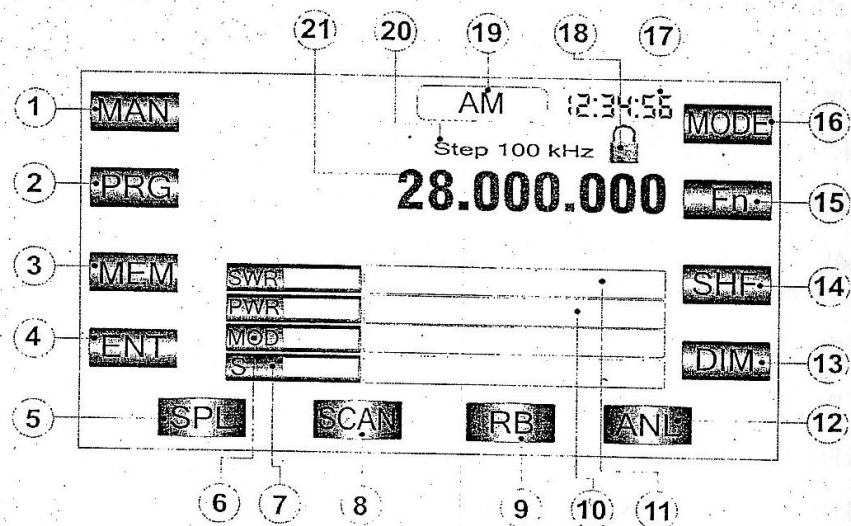 21 20 19 18 17
1 MAN AM 12:34:56 MODE 16
Step 100 kHz
2 PRG 28.000.000 Fn 15
3 MEM SWR SHF 14
PWR
4 ENT MOD DIM 13
S
5 SPL SCAN RB ANL 12
6 7 8 9 10 11